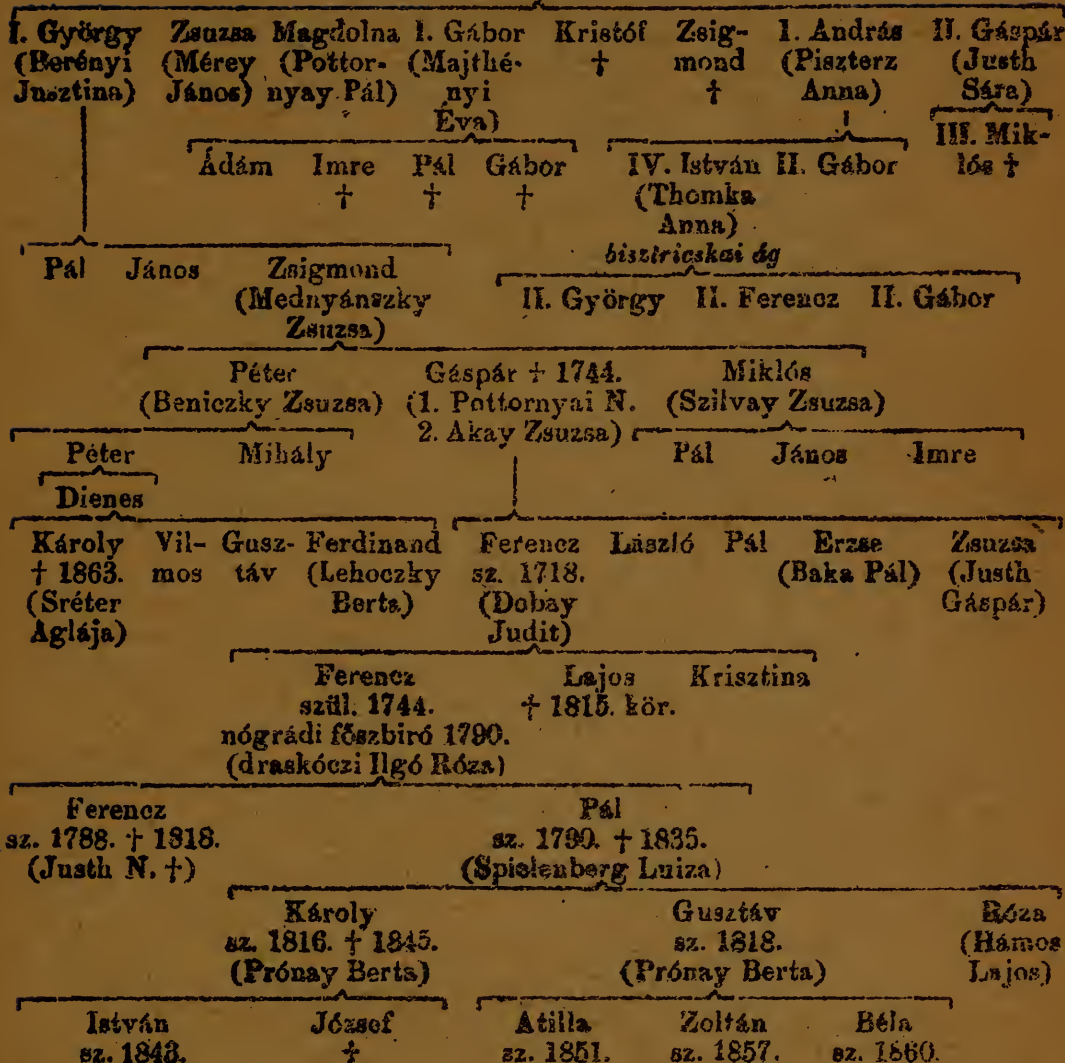 I. György Zsuzsa Magdolna I. Gábor Kristóf Zsig- I. András II. Gáspár
(Berényi (Mérey (Pottor- (Majthé- † mond (Piszterz (Justh
Jusztina) János) nyay Pál) nyi † Anna) Sára)
Éva) III. Mik-
Ádám Imre Pál Gábor IV. István II. Gábor lós †
† † † (Thomka
Anna)
bisztricskai ág
Pál János Zsigmond
(Mednyánszky II. György II. Ferencz II. Gábor
Zsuzsa)
Péter Gáspár † 1744. Miklós
(Beniczky Zsuzsa) (1. Pottornyai N. (Szilvay Zsuzsa)
2. Akay Zsuzsa)
Péter Mihály Pál János Imre
Dienes
Károly Vil- Gusz- Ferdinand Ferencz László Pál Erzse Zsuzsa
† 1863. mos táv (Lehoczky sz. 1718. (Baka Pál) (Justh
(Sréter Berta) (Dobay Gáspár)
Aglája) Judit)
Ferencz Lajos Krisztina
szül. 1744. † 1815. kör.
nógrádi főszbiró 1790.
(draskóczi Ilgó Róza)
Ferencz Pál
sz. 1788. † 1818. sz. 1790. † 1835.
(Justh N. †) (Spielenberg Luiza)
Károly Gusztáv Róza
sz. 1816. † 1845. sz. 1818. (Hámos
(Prónay Berta) (Prónay Berta) Lajos)
István József Atilla Zoltán Béla
sz. 1843. † sz. 1851. sz. 1857. sz. 1860.